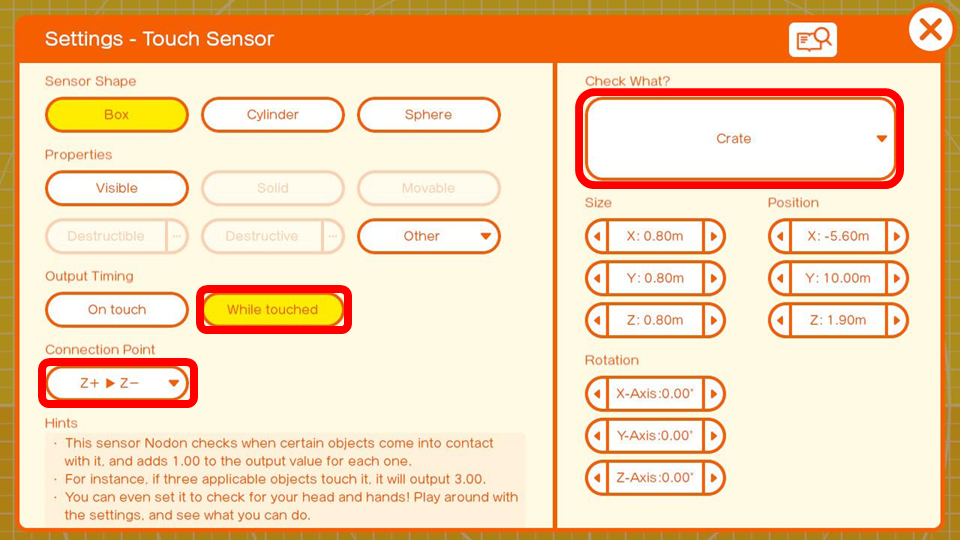 Settings - Touch Sensor
Sensor Shape
Box
Cylinder
Sphere
Properties
Visible
Solid
Movable
Destructible ...
Destructive ...
Other
Output Timing
On touch
While touched
Connection Point
Z+ ▶ Z-
Hints
· This sensor Nodon checks when certain objects come into contact
with it, and adds 1.00 to the output value for each one.
· For instance, if three applicable objects touch it, it will output 3.00.
· You can even set it to check for your head and hands! Play around with
the settings, and see what you can do.
Check What?
Crate
Size
X: 0.80m
Y: 0.80m
Z: 0.80m
Position
X: -5.60m
Y: 10.00m
Z: 1.90m
Rotation
X-Axis:0.00°
Y-Axis:0.00°
Z-Axis:0.00°